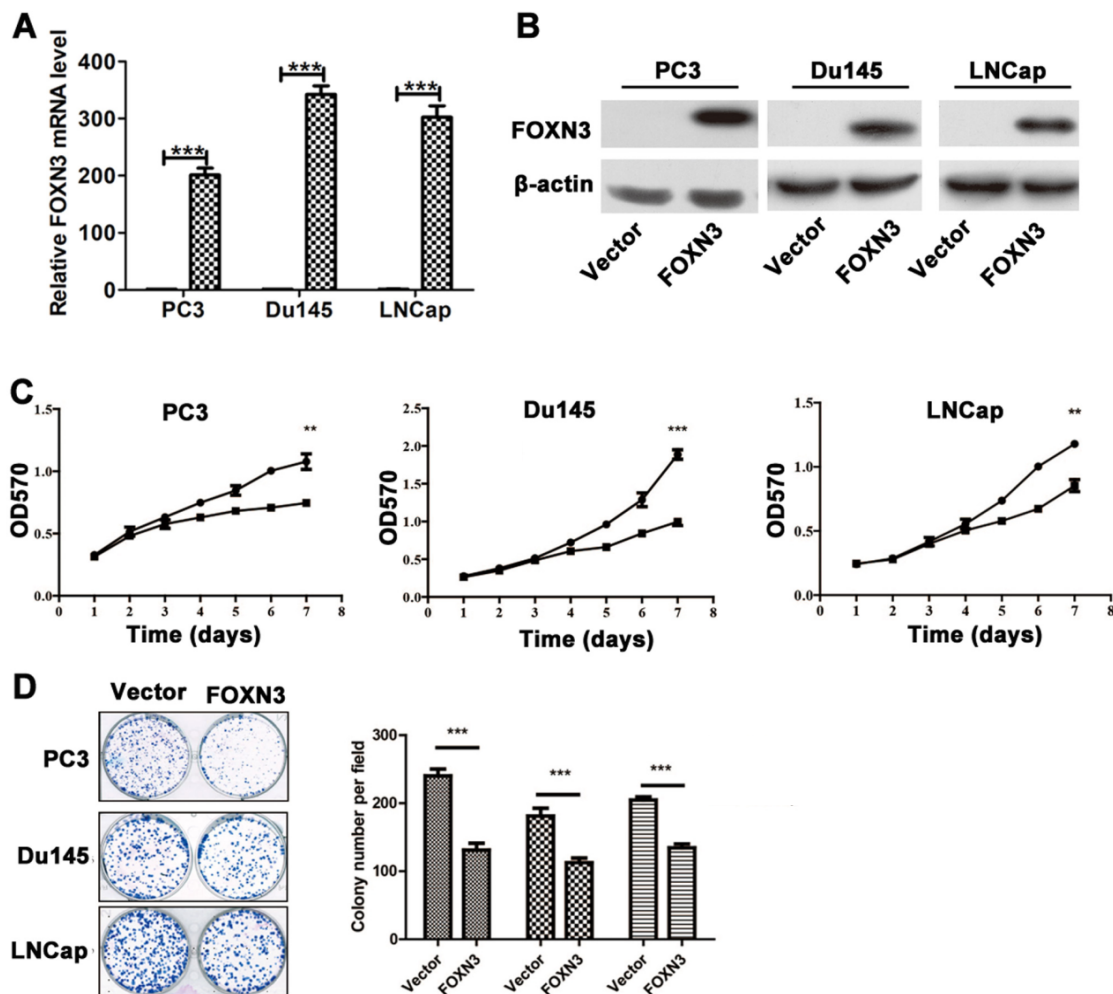 A
Relative FOXN3 mRNA level
400
300
200
100
0
***
***
***
PC3
Du145
LNCap
B
PC3
Du145
LNCap
FOXN3
β-actin
Vector
FOXN3
Vector
FOXN3
Vector
FOXN3
C
PC3
OD570
1.5
1.0
0.5
0.0
**
0 1 2 3 4 5 6 7 8
Time (days)
Du145
OD570
2.5
2.0
1.5
1.0
0.5
0.0
***
0 1 2 3 4 5 6 7 8
Time (days)
LNCap
OD570
1.5
1.0
0.5
0.0
**
0 1 2 3 4 5 6 7 8
Time (days)
D
Vector FOXN3
PC3
Du145
LNCap
Colony number per field
300
200
100
0
***
***
***
Vector
FOXN3
Vector
FOXN3
Vector
FOXN3